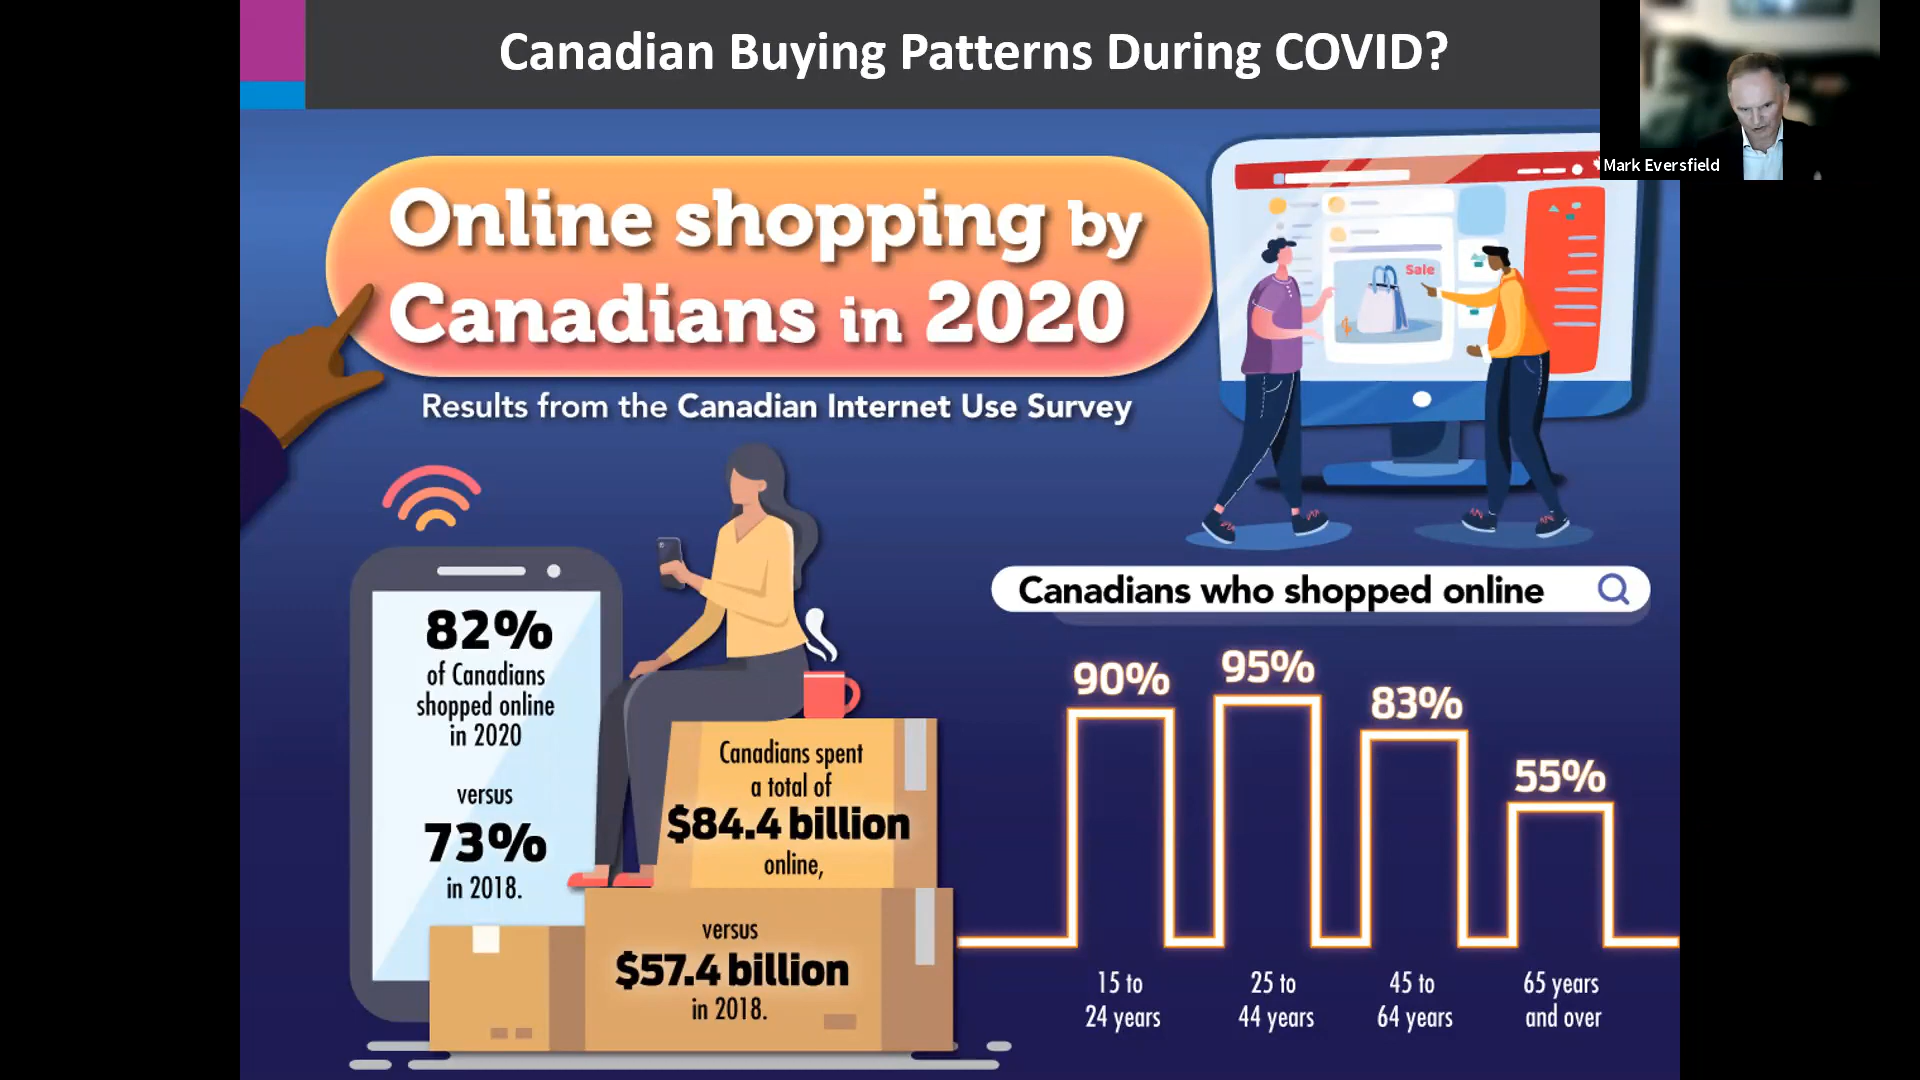 Canadian Buying Patterns During COVID?
Mark Eversfield
Online shopping by
Canadians in 2020
Results from the Canadian Internet Use Survey
Sale
82%
of Canadians
shopped online
in 2020
versus
73%
in 2018.
Canadians spent
a total of
$84.4 billion
online,
versus
$57.4 billion
in 2018.
Canadians who shopped online
90%
95%
83%
55%
15 to
24 years
25 to
44 years
45 to
64 years
65 years
and over